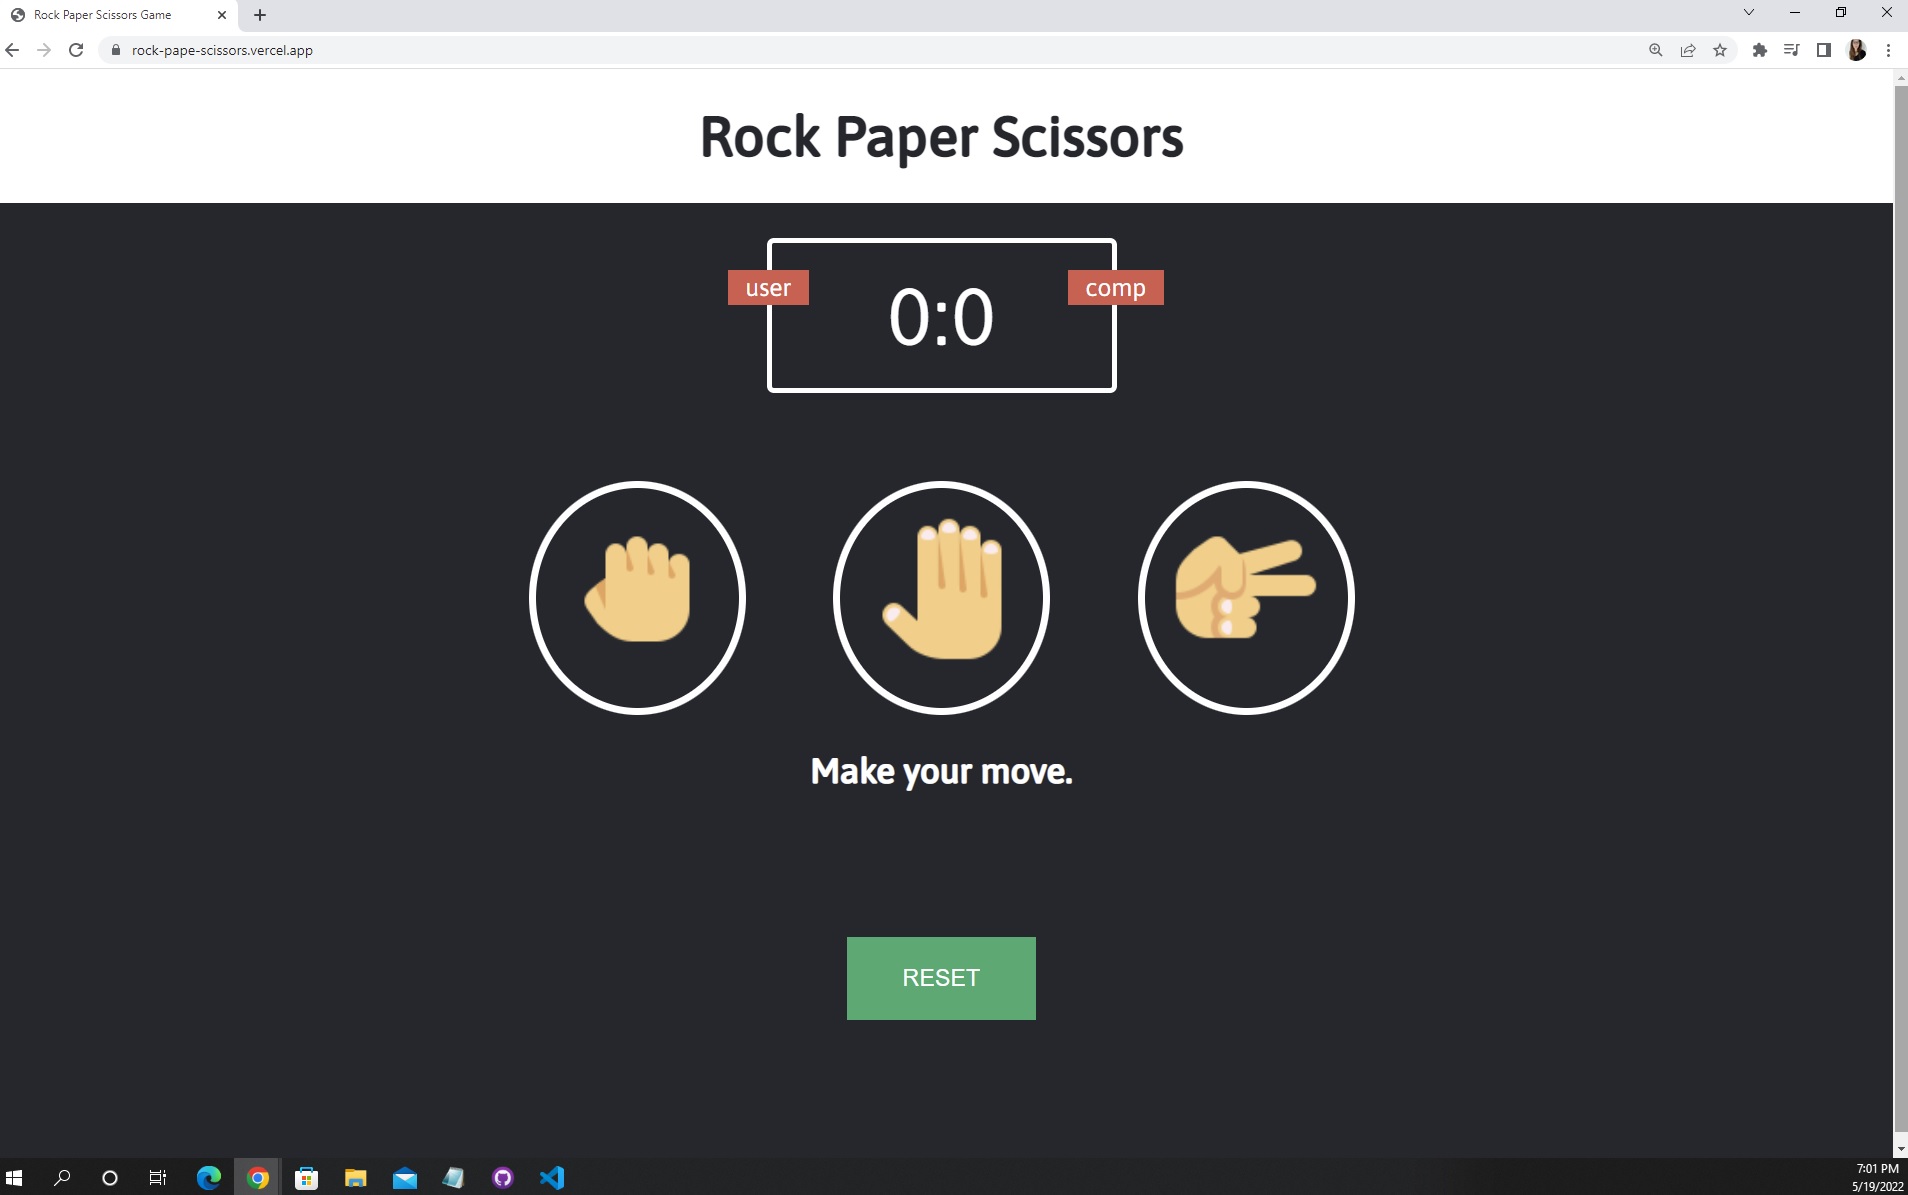 Rock Paper Scissors Game
rock-pape-scissors.vercel.app
Rock Paper Scissors
user
comp
0:0
Make your move.
RESET
7:01 PM
5/19/2022